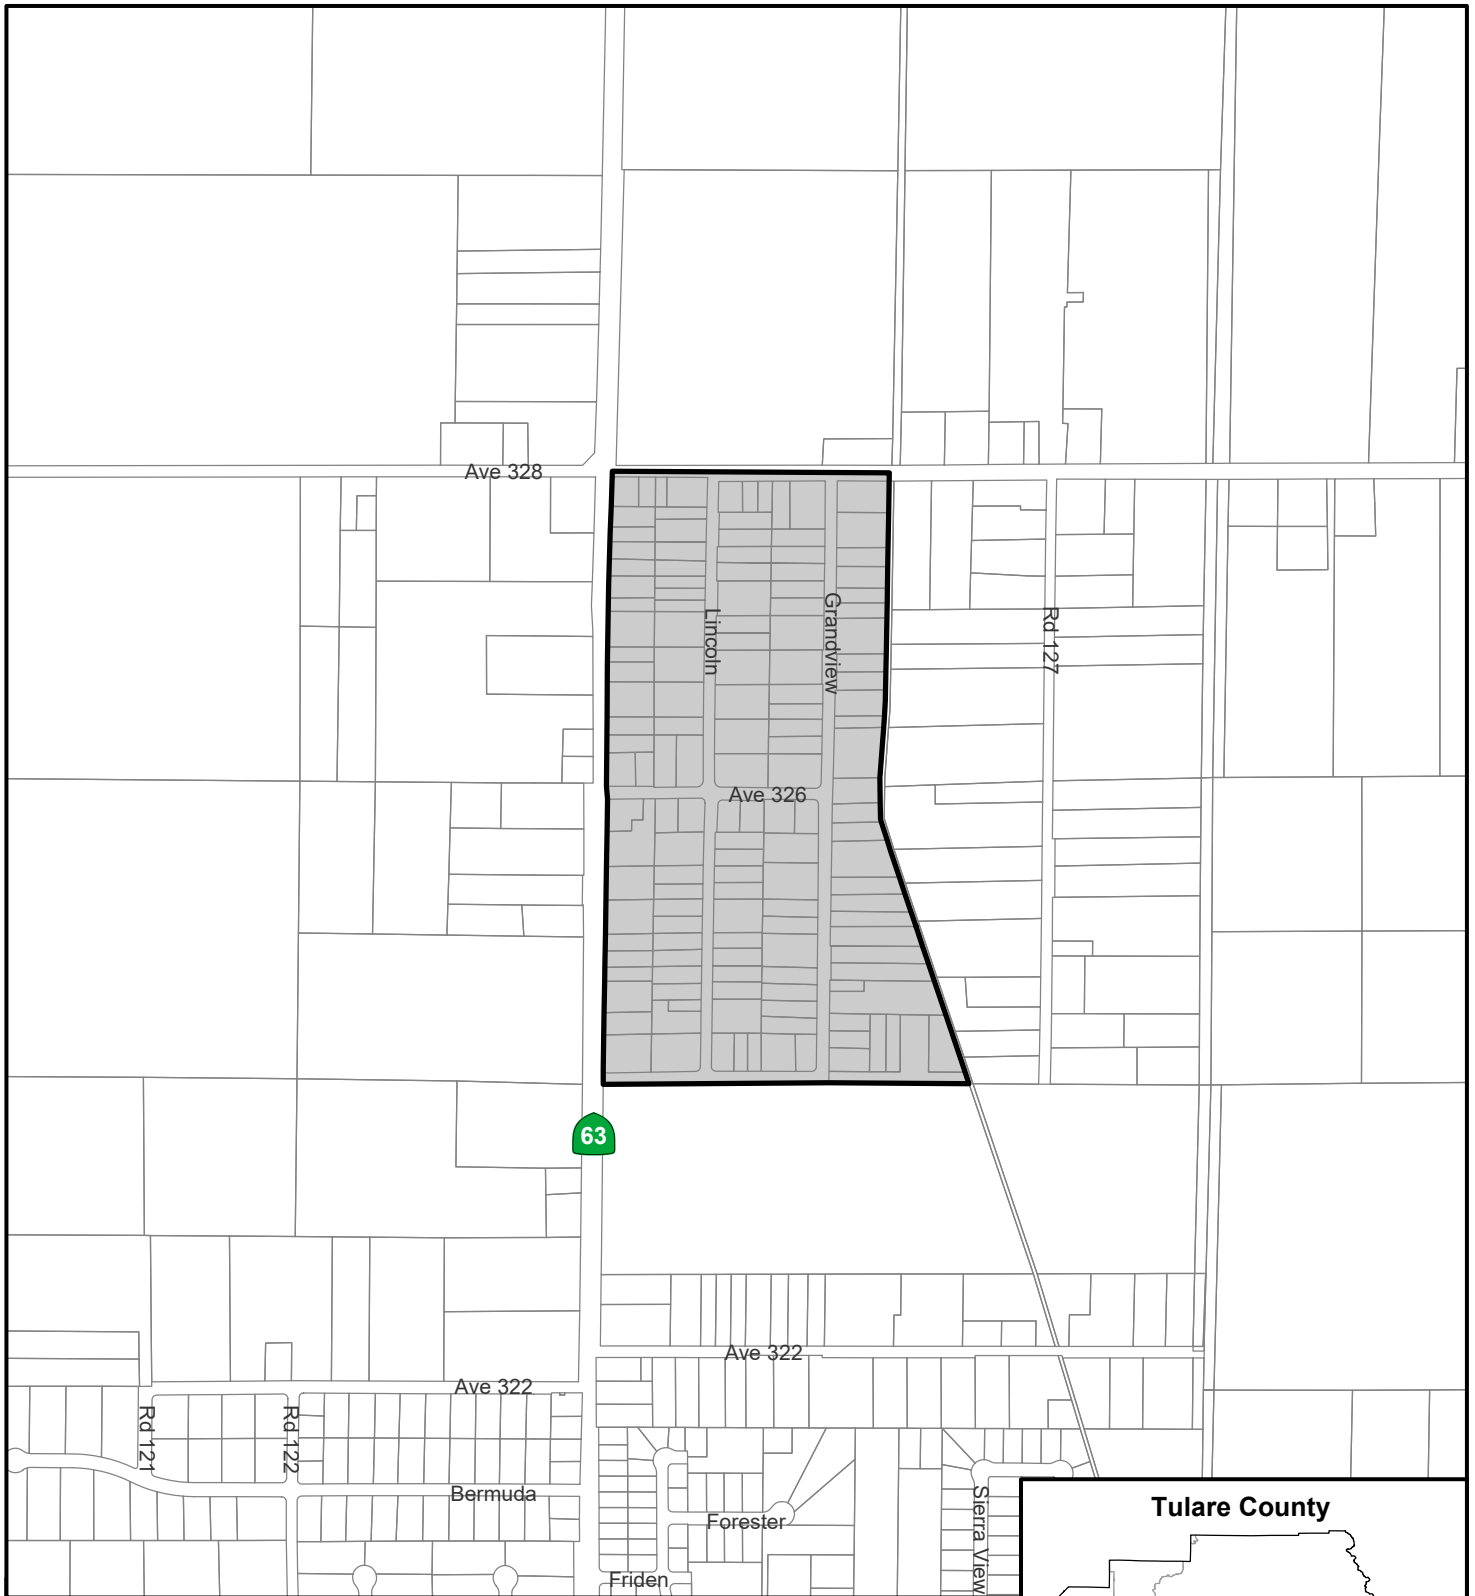 Ave 328
Lincoln
Grandview
Rd 127
Ave 326
63
Ave 322
Ave 322
Rd 121
Rd 122
Bermuda
Forester
Sierra View
Friden
Tulare County